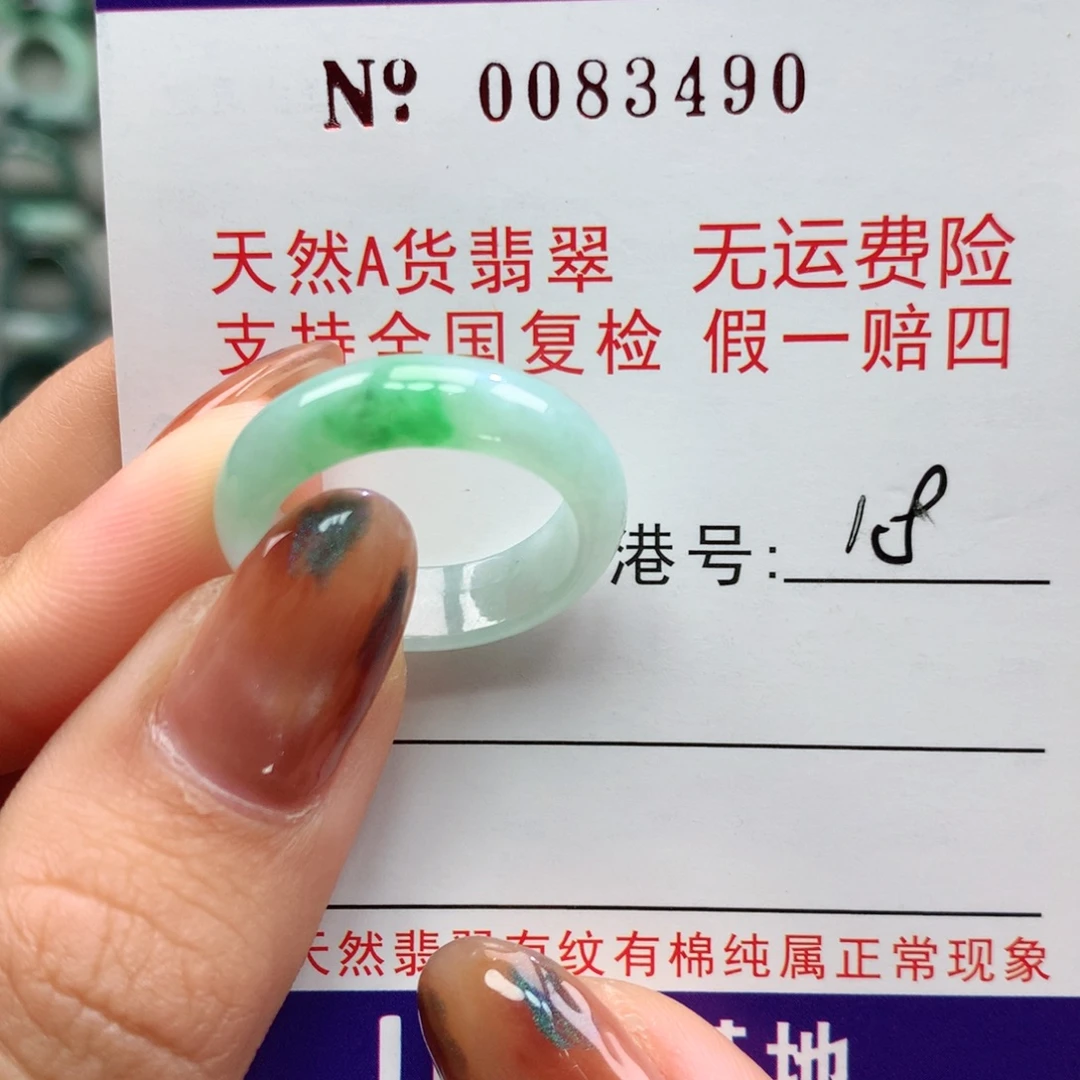 Nº 0083490
天然A货翡翠 无运费险
支持全国复检 假一赔四
港号: 18
天然翡翠有纹有棉纯属正常现象
地